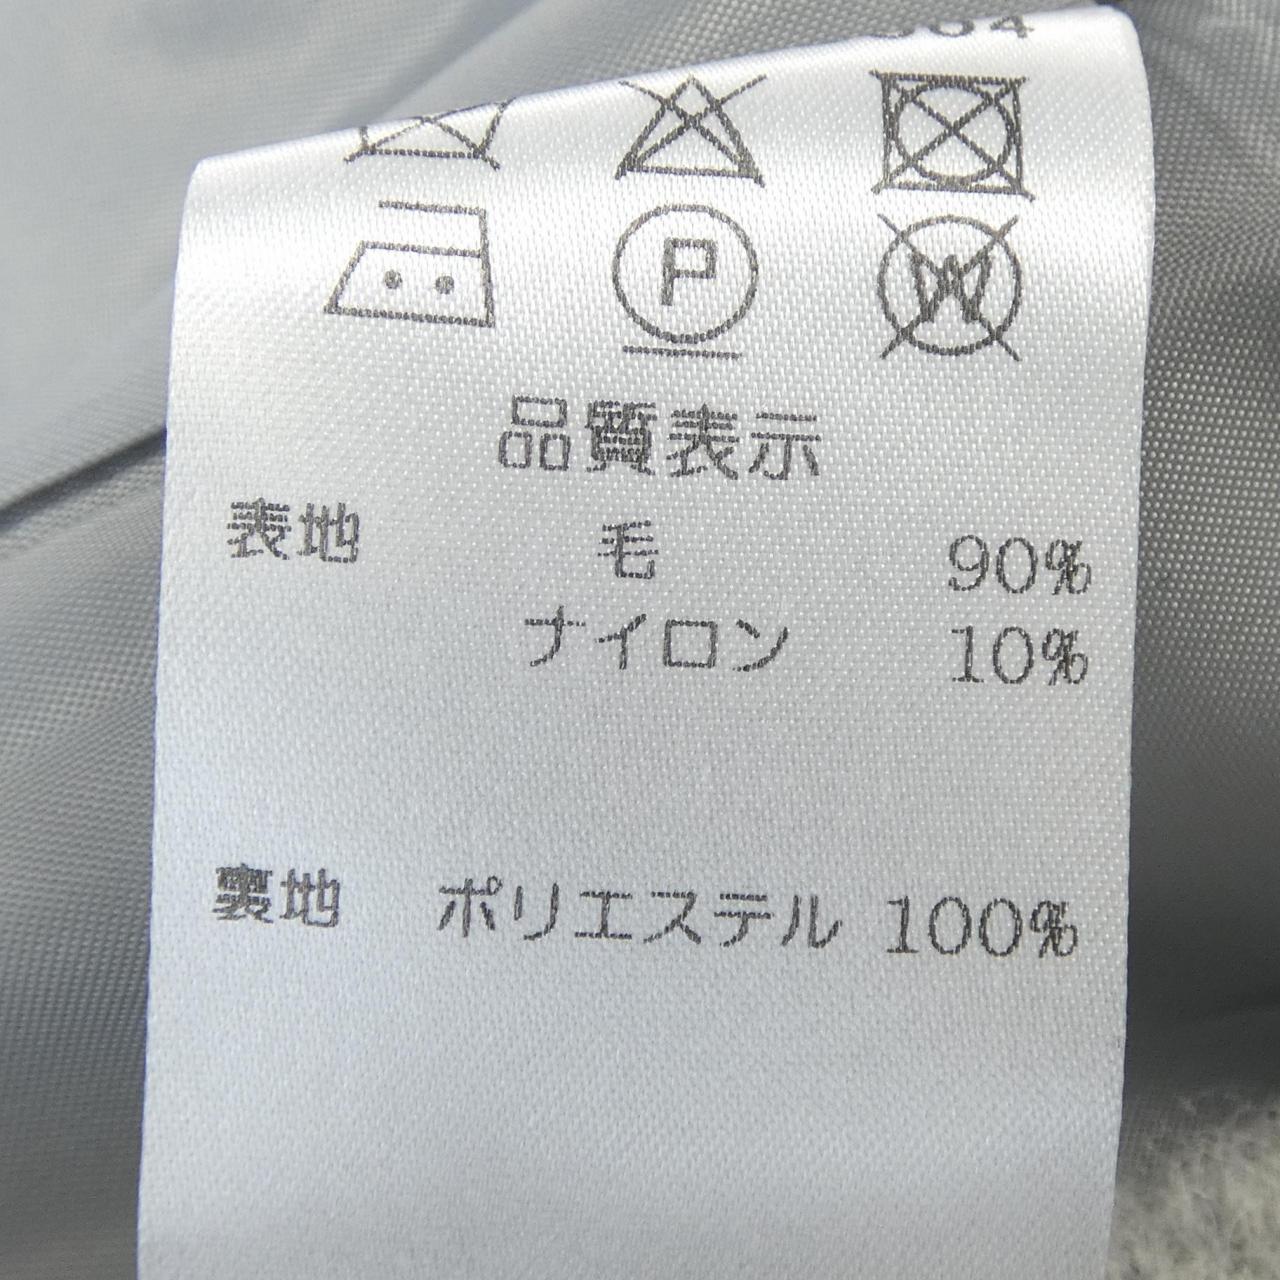 P
W
品質表示
表地 毛 90%
ナイロン 10%
裏地 ポリエステル 100%